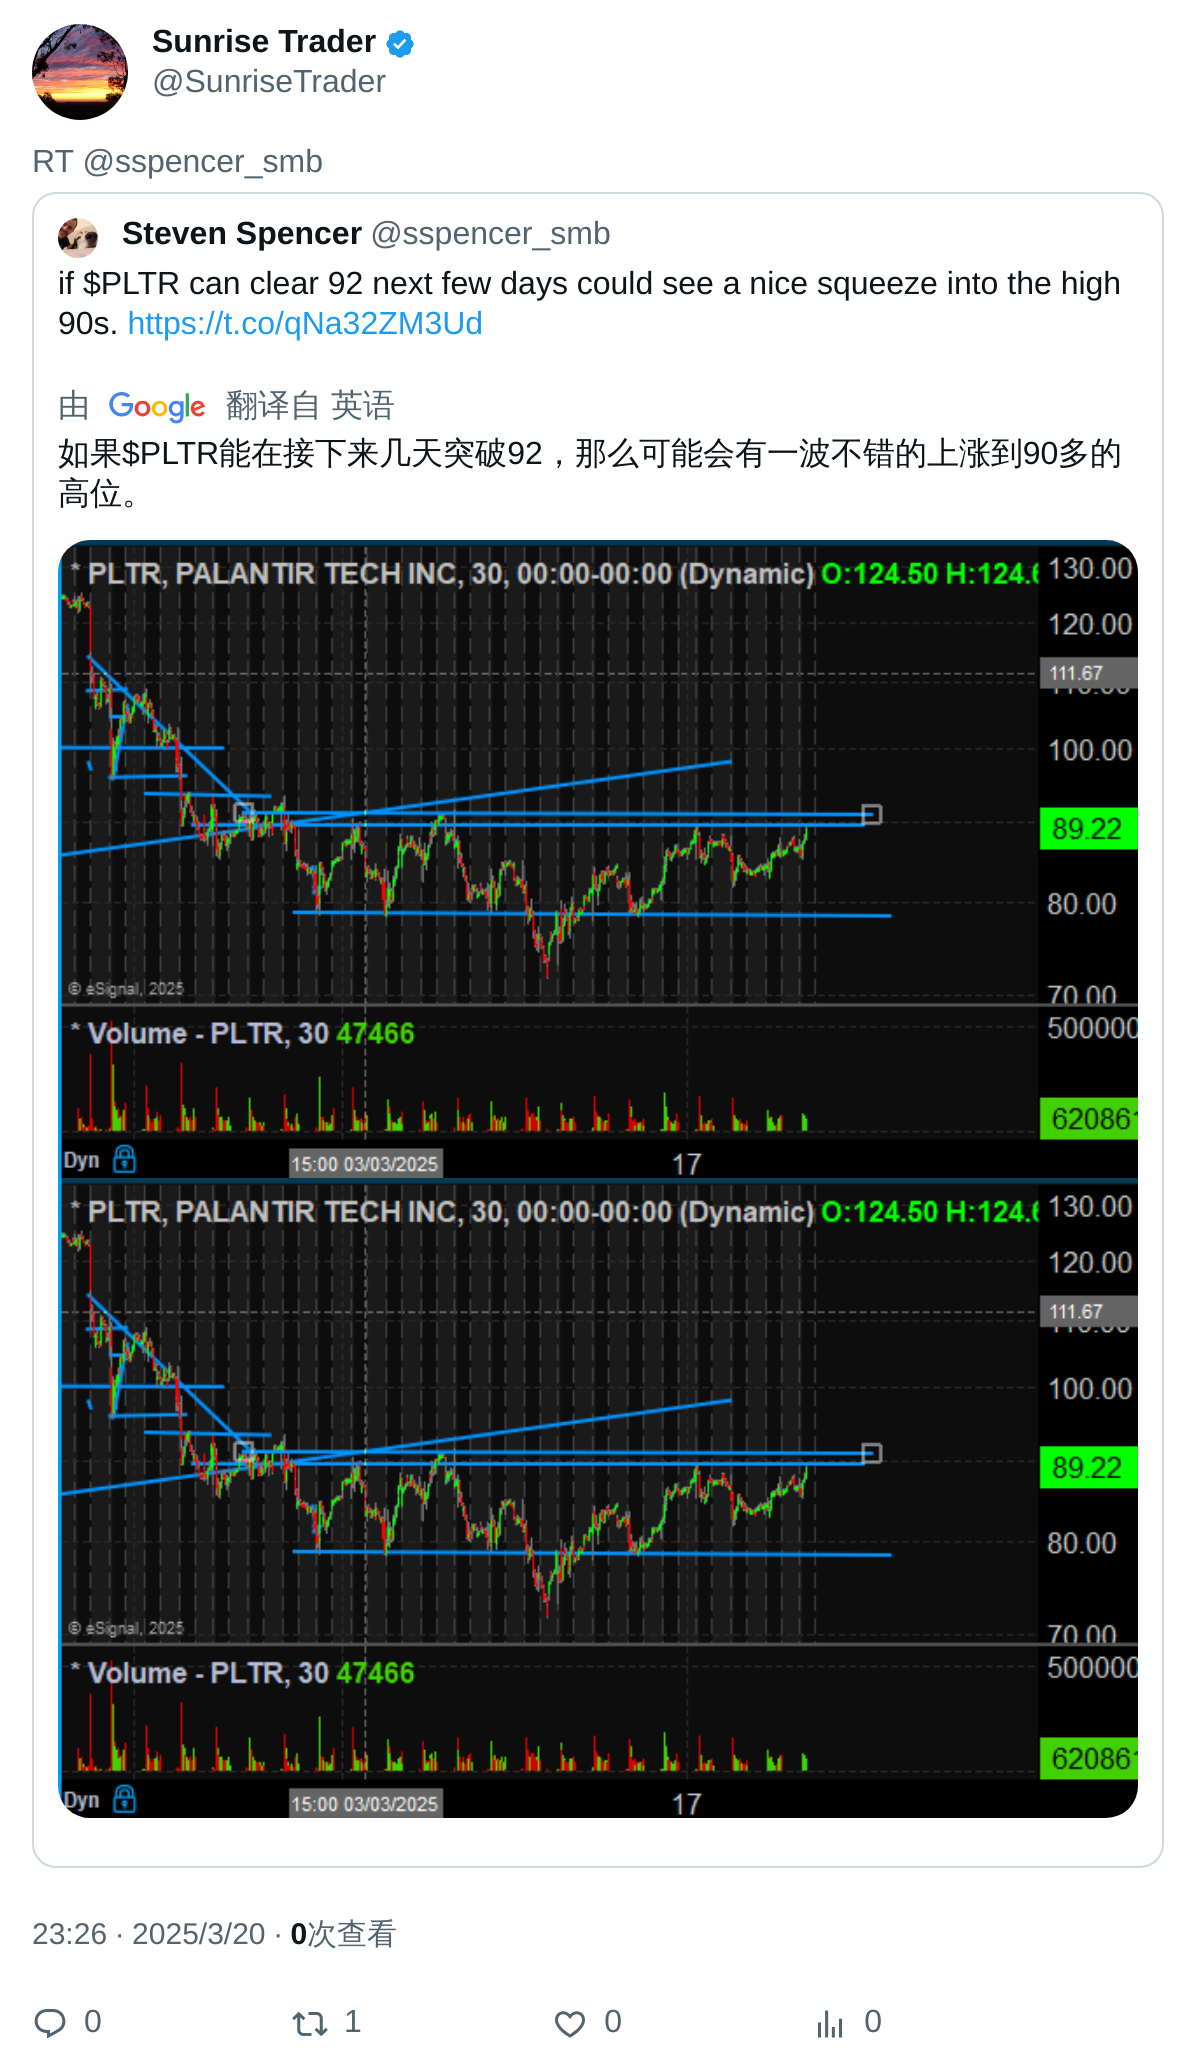 Sunrise Trader
@SunriseTrader
RT @sspencer_smb
Steven Spencer @sspencer_smb
if $PLTR can clear 92 next few days could see a nice squeeze into the high
90s. https://t.co/qNa32ZM3Ud
由 Google 翻译自 英语
如果$PLTR能在接下来几天突破92，那么可能会有一波不错的上涨到90多的
高位。
* PLTR, PALANTIR TECH INC, 30, 00:00-00:00 (Dynamic) O:124.50 H:124.6
130.00
120.00
111.67
110.00
100.00
89.22
80.00
© eSignal, 2025
70.00
* Volume - PLTR, 30 47466
500000
620861
Dyn
15:00 03/03/2025
17
* PLTR, PALANTIR TECH INC, 30, 00:00-00:00 (Dynamic) O:124.50 H:124.6
130.00
120.00
111.67
110.00
100.00
89.22
80.00
© eSignal, 2025
70.00
* Volume - PLTR, 30 47466
500000
620861
Dyn
15:00 03/03/2025
17
23:26 · 2025/3/20 · 0次查看
0 1 0 0